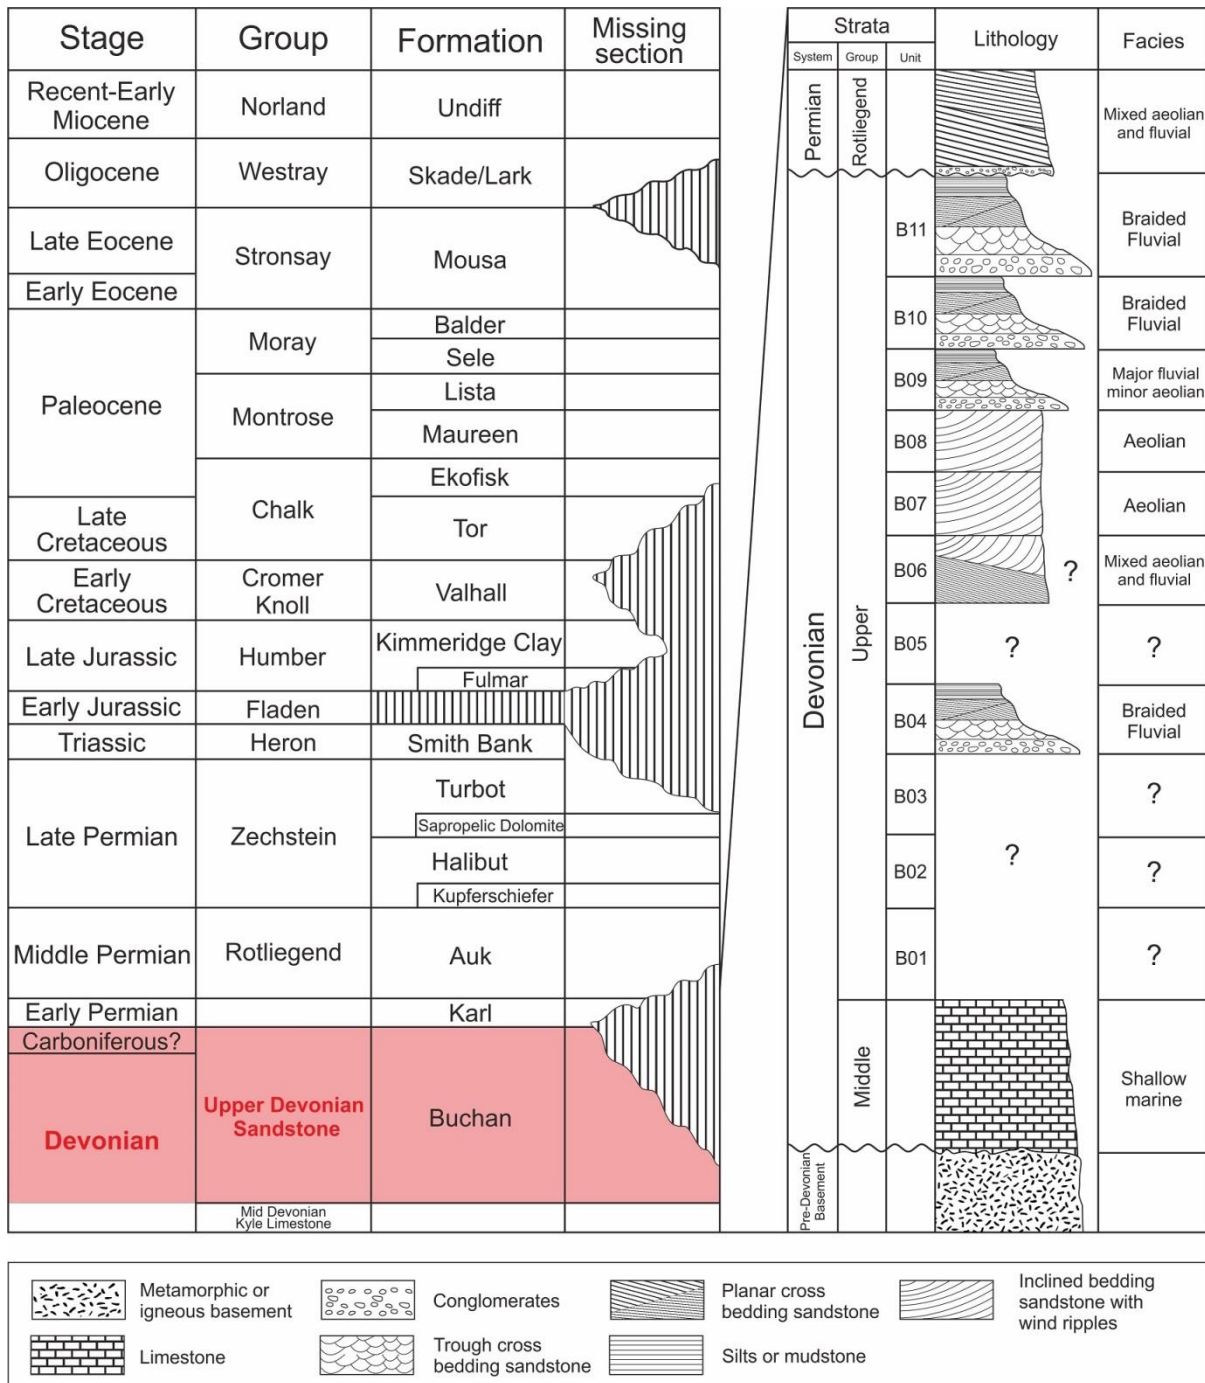 Stage
Group
Formation
Missing
section
Recent-Early
Miocene
Norland
Undiff
Oligocene
Westray
Skade/Lark
Late Eocene
Stronsay
Mousa
Early Eocene
Paleocene
Moray
Balder
Sele
Montrose
Lista
Maureen
Chalk
Ekofisk
Late
Cretaceous
Tor
Early
Cretaceous
Cromer
Knoll
Valhall
Late Jurassic
Humber
Kimmeridge Clay
Fulmar
Early Jurassic
Fladen
Triassic
Heron
Smith Bank
Late Permian
Zechstein
Turbot
Sapropelic Dolomite
Halibut
Kupferschiefer
Middle Permian
Rotliegend
Auk
Early Permian
Karl
Carboniferous?
Devonian
Upper Devonian
Sandstone
Buchan
Mid Devonian
Kyle Limestone
Strata
Lithology
Facies
System
Group
Unit
Permian
Rotliegend
Mixed aeolian
and fluvial
Devonian
Upper
B11
Braided
Fluvial
B10
Braided
Fluvial
B09
Major fluvial
minor aeolian
B08
Aeolian
B07
Aeolian
B06
?
Mixed aeolian
and fluvial
B05
?
?
B04
Braided
Fluvial
B03
?
?
B02
?
B01
?
Middle
Shallow
marine
Pre-Devonian
Basement
Metamorphic or
igneous basement
Conglomerates
Planar cross
bedding sandstone
Inclined bedding
sandstone with
wind ripples
Limestone
Trough cross
bedding sandstone
Silts or mudstone